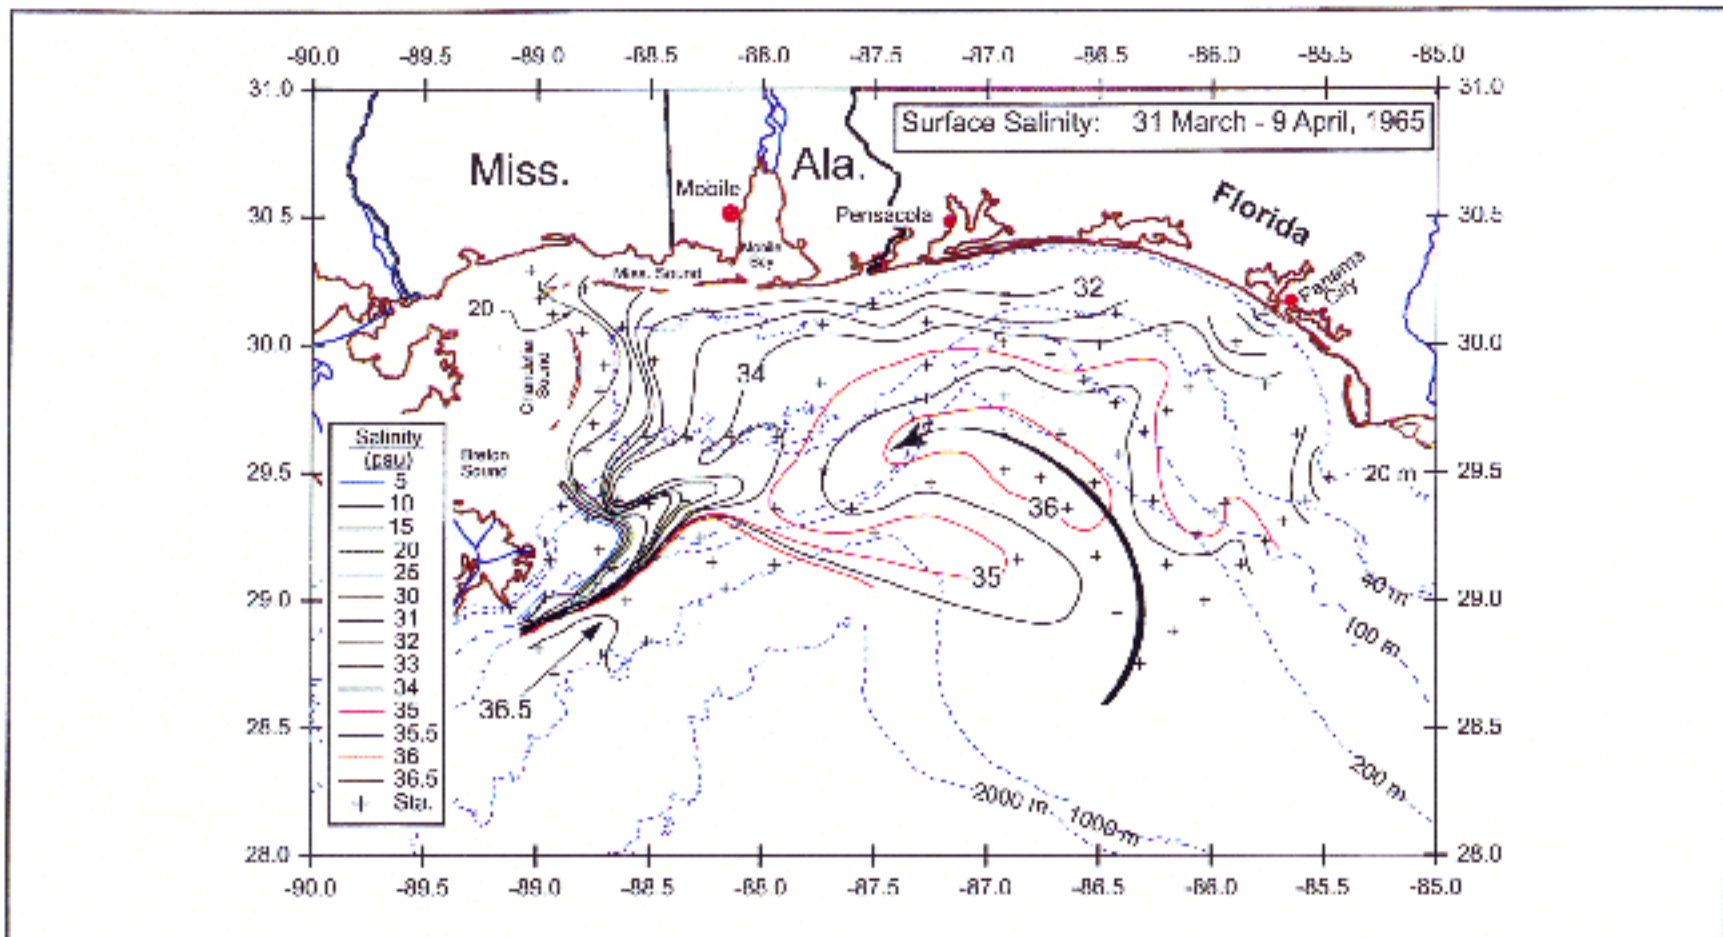 -90.0 -89.5 -89.0 -88.5 -88.0 -87.5 -87.0 -86.5 -86.0 -85.5 -85.0
31.0 31.0
Surface Salinity: 31 March - 9 April, 1965
Miss.
Ala.
Mobile
Florida
30.5 30.5
Pensacola
Mobile
Bay
Miss. Sound
Panama
City
32
20
30.0 30.0
Chandeleur
Sound
34
Salinity
(psu)
5
10
15
20
25
30
31
32
33
34
35
35.5
36
36.5
Sta.
Breton
Sound
29.5 20 m 29.5
36
35
40 m
29.0 29.0
100 m
36.5
28.5 28.5
200 m
2000 m
1000 m
28.0 28.0
-90.0 -89.5 -89.0 -88.5 -88.0 -87.5 -87.0 -86.5 -86.0 -85.5 -85.0